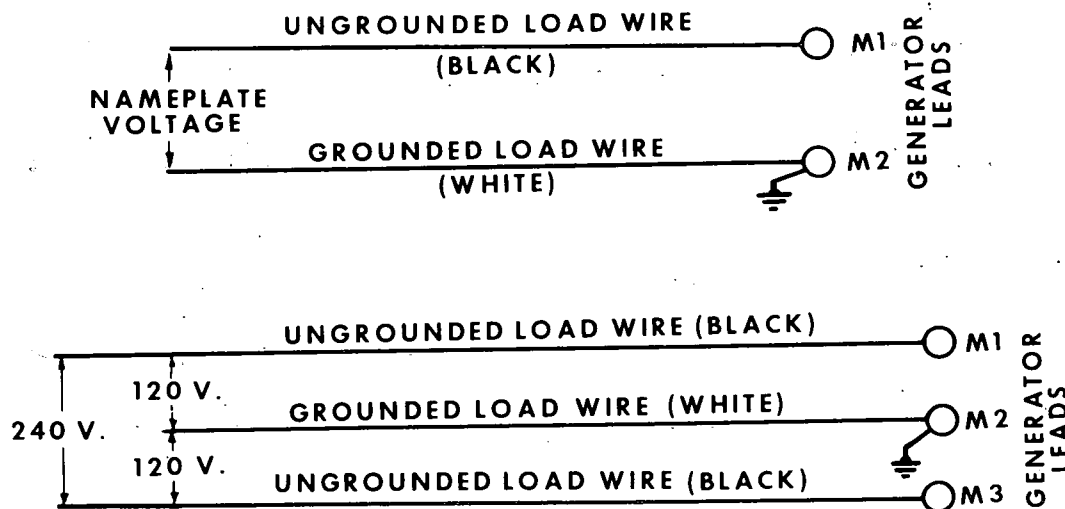 UNGROUNDED LOAD WIRE
(BLACK)
M1
NAMEPLATE
VOLTAGE
GROUNDED LOAD WIRE
(WHITE)
M2
GENERATOR
LEADS
UNGROUNDED LOAD WIRE (BLACK)
M1
120 V.
240 V.
GROUNDED LOAD WIRE (WHITE)
M2
120 V.
UNGROUNDED LOAD WIRE (BLACK)
M3
GENERATOR
LEADS